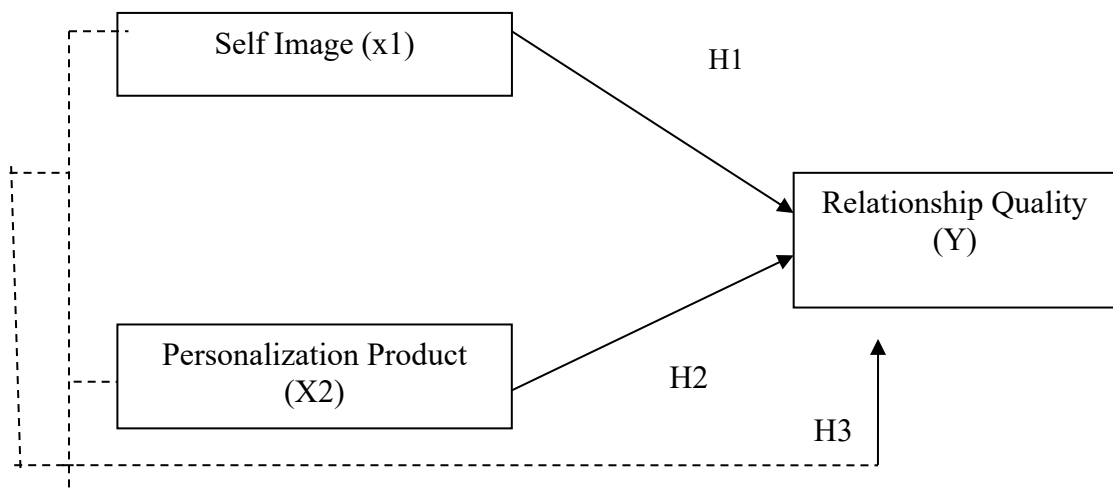 Self Image (x1)
H1
Relationship Quality
(Y)
Personalization Product
(X2)
H2
H3